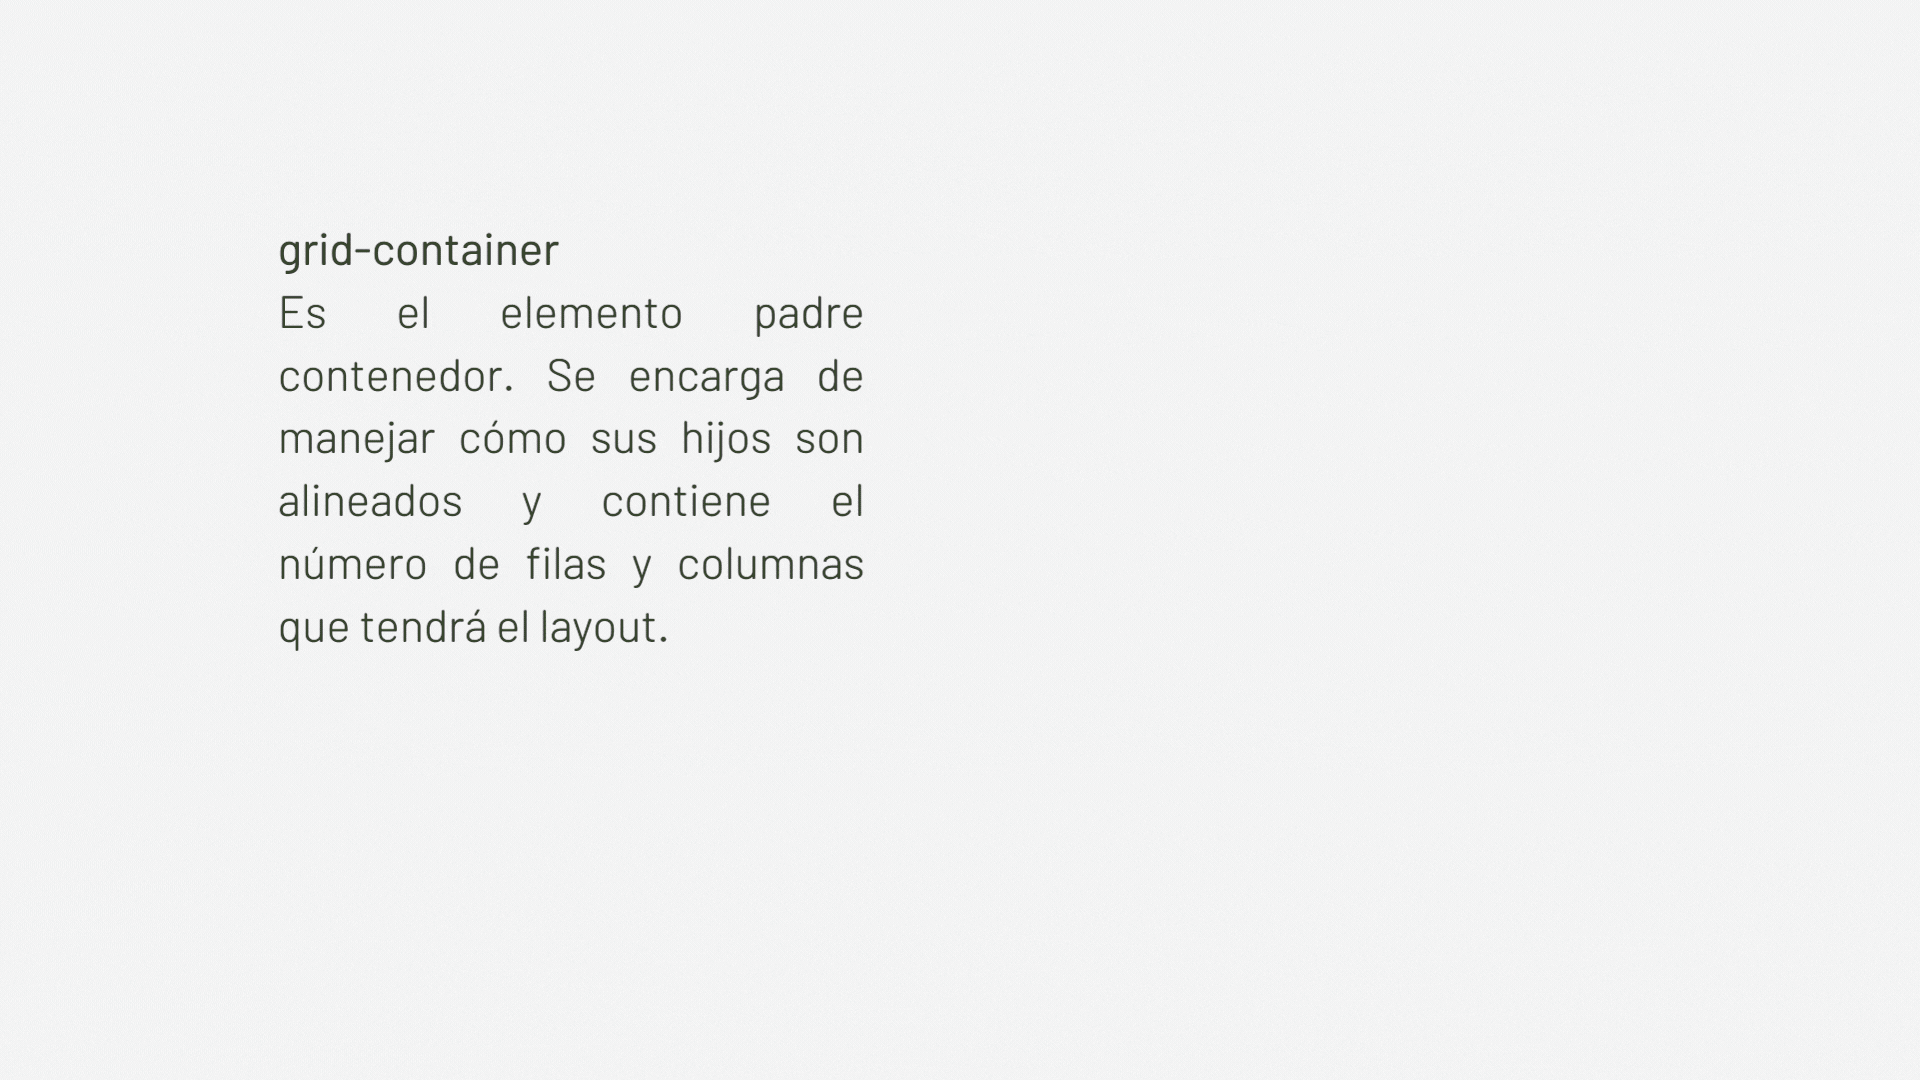 grid-container
Es el elemento padre
contenedor. Se encarga de
manejar cómo sus hijos son
alineados y contiene el
número de filas y columnas
que tendrá el layout.